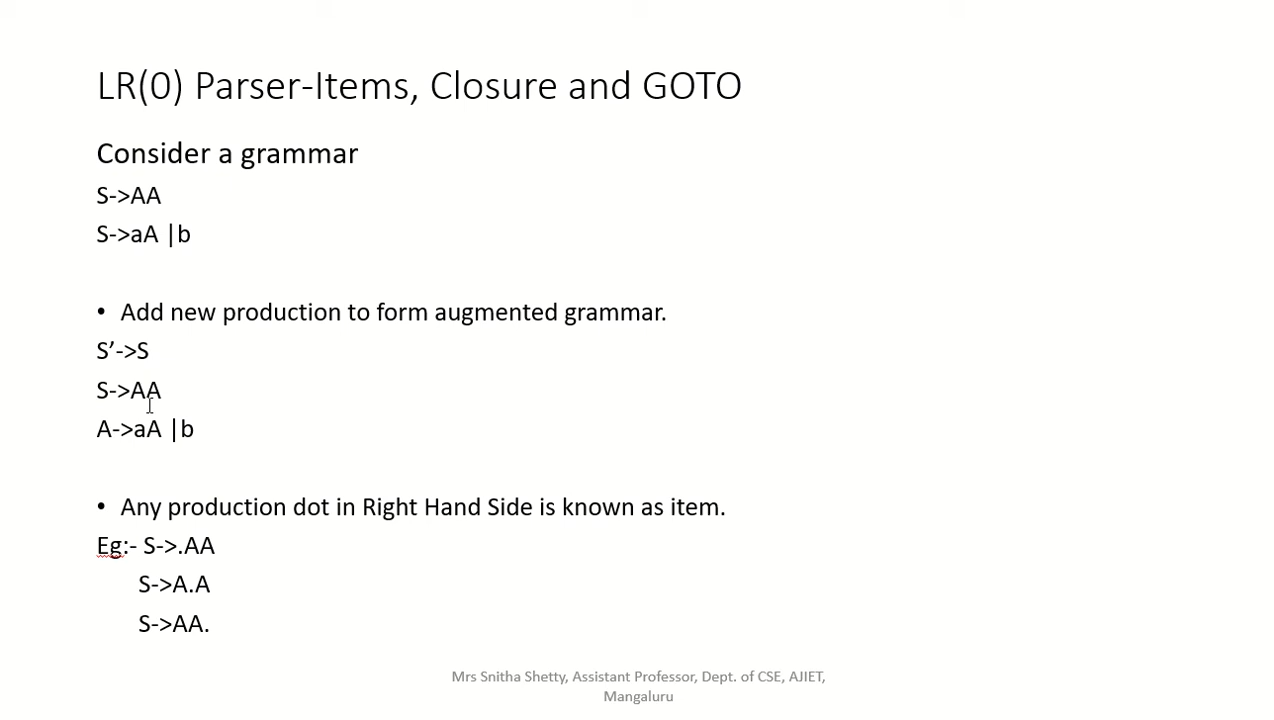 LR(0) Parser-Items, Closure and GOTO
Consider a grammar
S->AA
S->aA |b
• Add new production to form augmented grammar.
S’->S
S->AA
A->aA |b
• Any production dot in Right Hand Side is known as item.
Eg:- S->.AA
S->A.A
S->AA.
Mrs Snitha Shetty, Assistant Professor, Dept. of CSE, AJIET,
Mangaluru